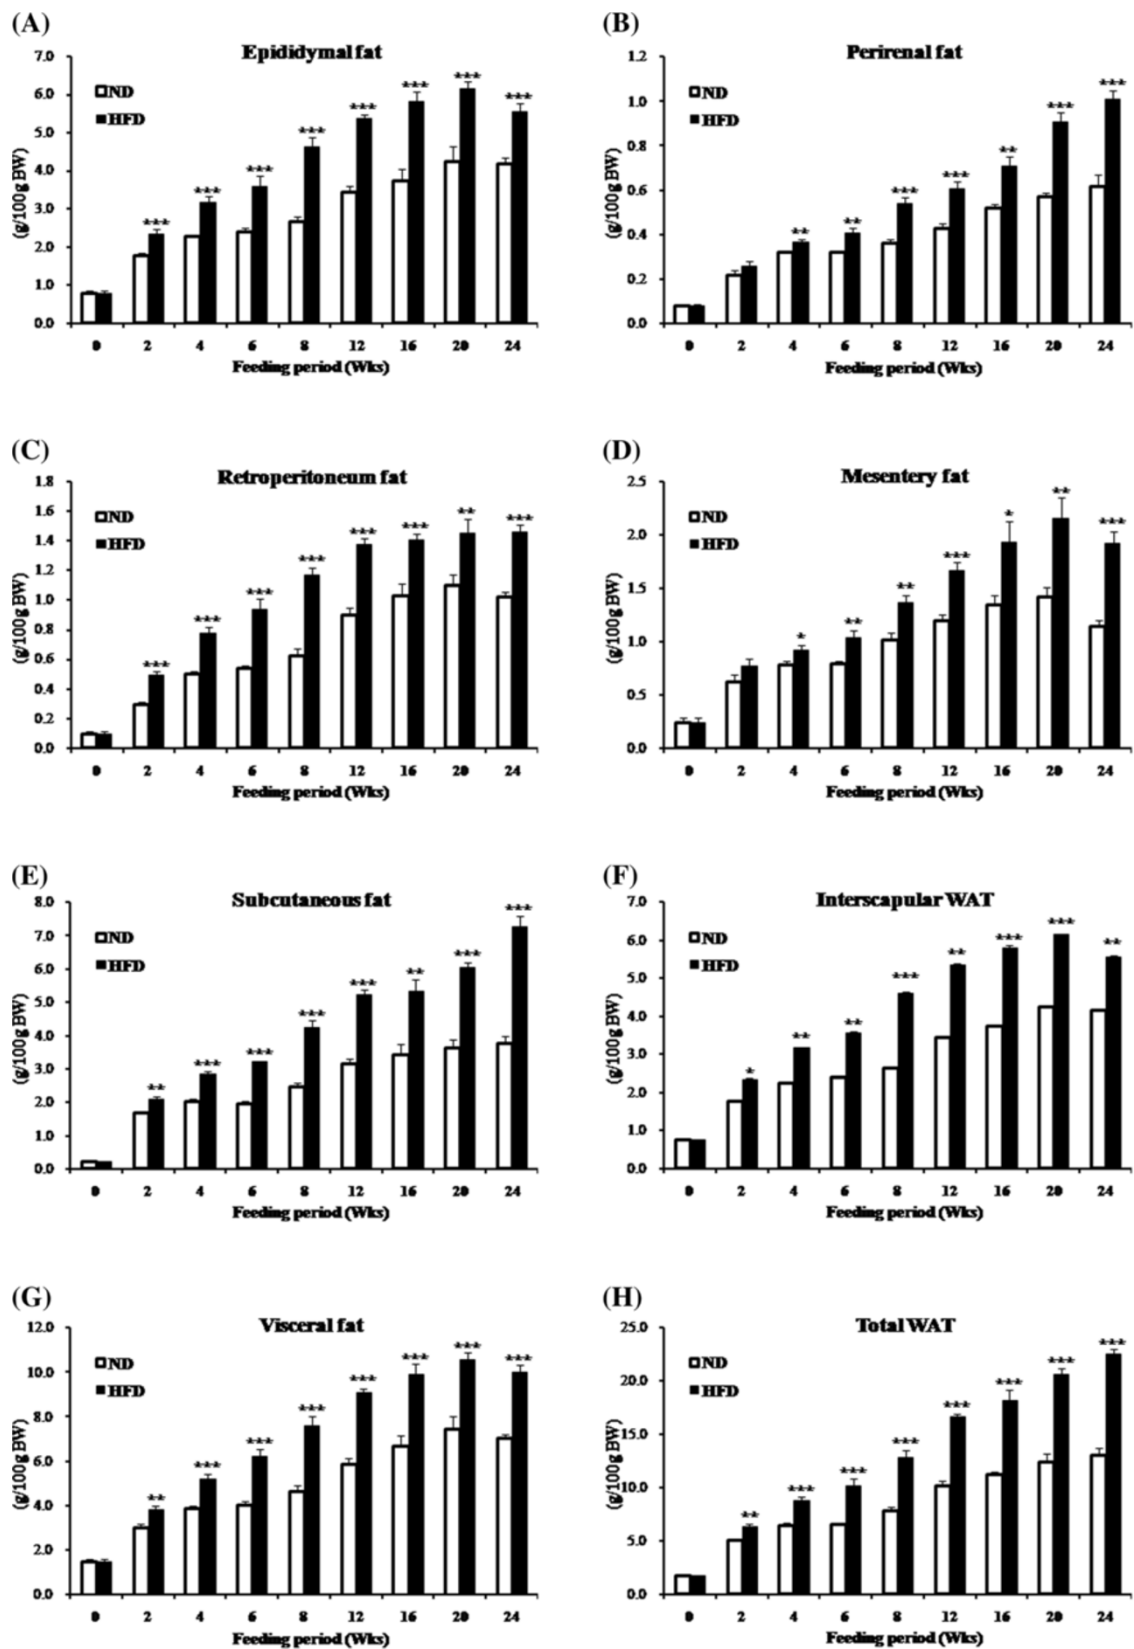 (A)
Epididymal fat
7.0
6.0
5.0
4.0
3.0
2.0
1.0
0.0
(g/100g BW)
ND
HFD
*** *** *** *** *** *** *** ***
0 2 4 6 8 12 16 20 24
Feeding period (Wks)
(B)
Perirenal fat
1.2
1.0
0.8
0.6
0.4
0.2
0.0
(g/100g BW)
ND
HFD
** ** *** *** ** *** ***
0 2 4 6 8 12 16 20 24
Feeding period (Wks)
(C)
Retroperitoneum fat
1.8
1.6
1.4
1.2
1.0
0.8
0.6
0.4
0.2
0.0
(g/100g BW)
ND
HFD
*** *** *** *** *** *** ** ***
0 2 4 6 8 12 16 20 24
Feeding period (Wks)
(D)
Mesentery fat
2.5
2.0
1.5
1.0
0.5
0.0
(g/100g BW)
ND
HFD
* ** ** *** * ** ***
0 2 4 6 8 12 16 20 24
Feeding period (Wks)
(E)
Subcutaneous fat
8.0
7.0
6.0
5.0
4.0
3.0
2.0
1.0
0.0
(g/100g BW)
ND
HFD
** *** *** *** *** ** *** ***
0 2 4 6 8 12 16 20 24
Feeding period (Wks)
(F)
Interscapular WAT
7.0
6.0
5.0
4.0
3.0
2.0
1.0
0.0
(g/100g BW)
ND
HFD
* ** ** *** ** *** *** **
0 2 4 6 8 12 16 20 24
Feeding period (Wks)
(G)
Visceral fat
12.0
10.0
8.0
6.0
4.0
2.0
0.0
(g/100g BW)
ND
HFD
** *** *** *** *** *** *** ***
0 2 4 6 8 12 16 20 24
Feeding period (Wks)
(H)
Total WAT
25.0
20.0
15.0
10.0
5.0
0.0
(g/100g BW)
ND
HFD
** *** *** *** *** *** *** ***
0 2 4 6 8 12 16 20 24
Feeding period (Wks)